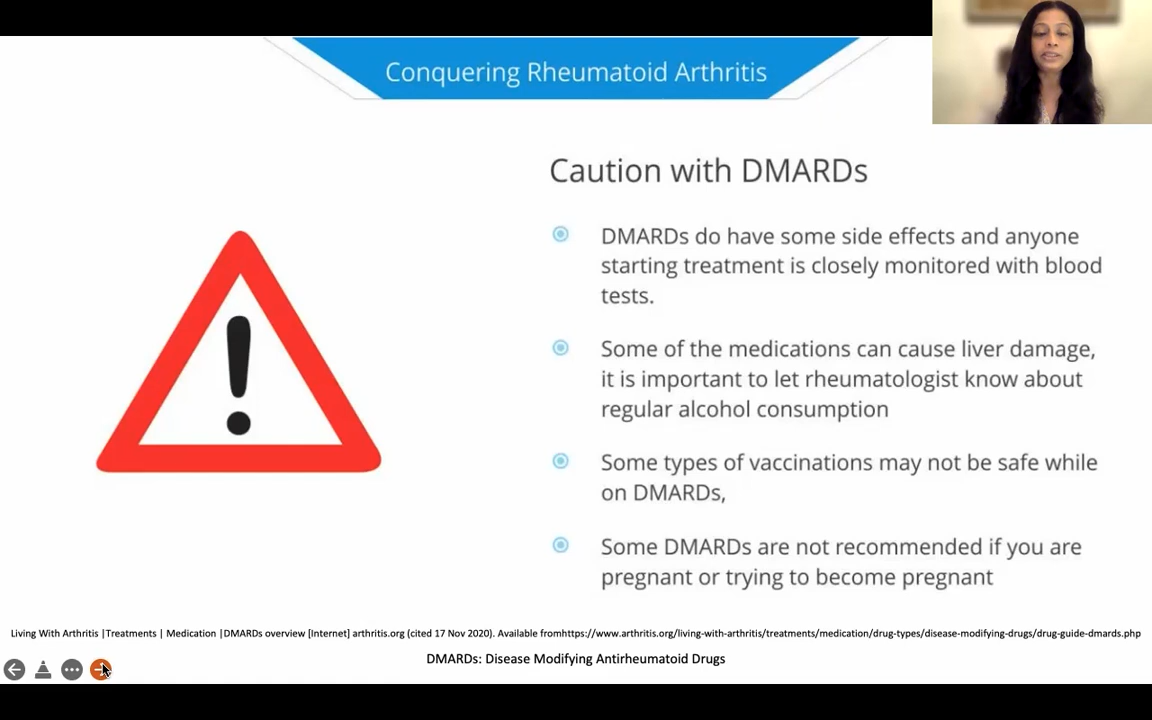 Conquering Rheumatoid Arthritis
Caution with DMARDs
DMARDs do have some side effects and anyone
starting treatment is closely monitored with blood
tests.
Some of the medications can cause liver damage,
it is important to let rheumatologist know about
regular alcohol consumption
Some types of vaccinations may not be safe while
on DMARDs,
Some DMARDs are not recommended if you are
pregnant or trying to become pregnant
Living With Arthritis |Treatments | Medication |DMARDs overview [Internet] arthritis.org (cited 17 Nov 2020). Available fromhttps://www.arthritis.org/living-with-arthritis/treatments/medication/drug-types/disease-modifying-drugs/drug-guide-dmards.php
DMARDs: Disease Modifying Antirheumatoid Drugs